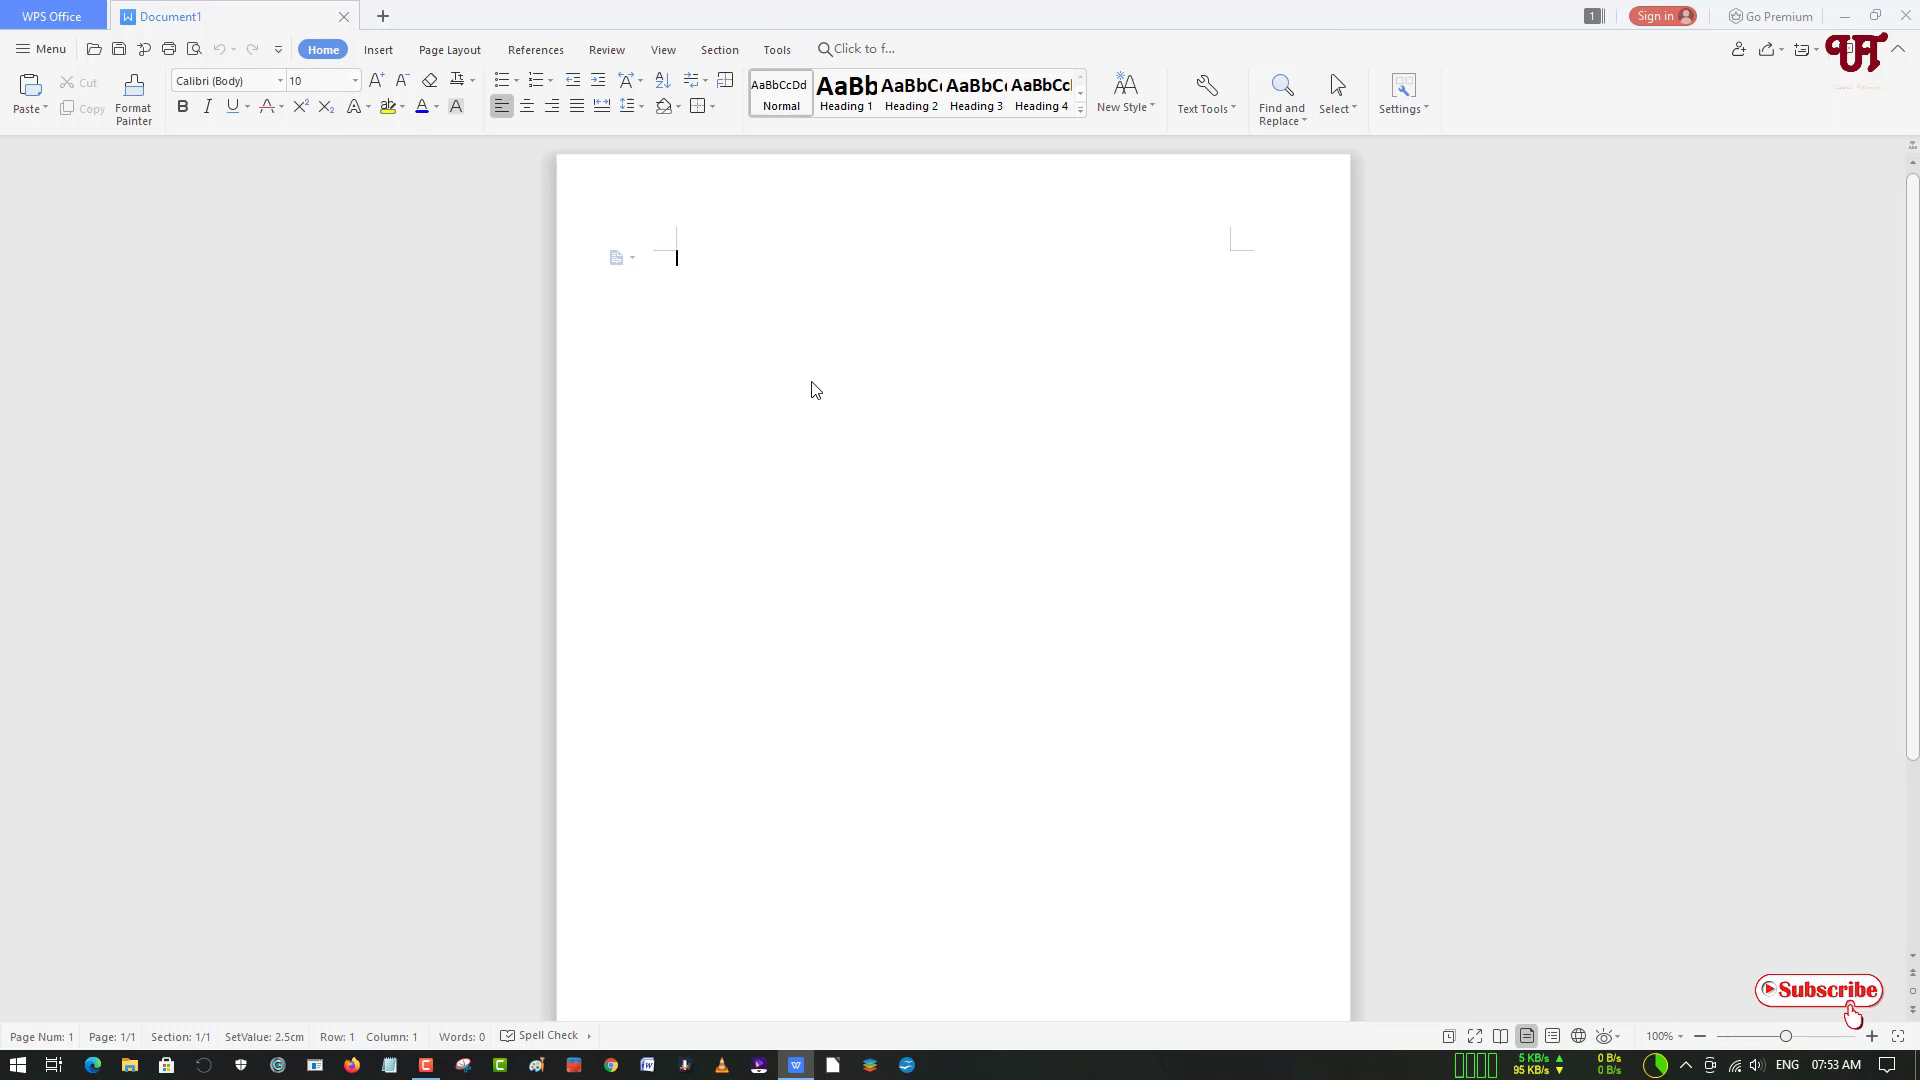 WPS Office
Document1
1
Sign in
Go Premium
Menu
Home
Insert
Page Layout
References
Review
View
Section
Tools
Click to f...
UT
Paste
Cut
Copy
Format
Painter
Calibri (Body)
10
AaBbCcDd
Normal
AaBb
Heading 1
AaBbC
Heading 2
AaBbC
Heading 3
AaBbCc
Heading 4
New Style
Text Tools
Find and
Replace
Select
Settings
Subscribe
Page Num: 1
Page: 1/1
Section: 1/1
SetValue: 2.5cm
Row: 1
Column: 1
Words: 0
Spell Check
100%
5 KB/s
95 KB/s
0 B/s
0 B/s
ENG
07:53 AM